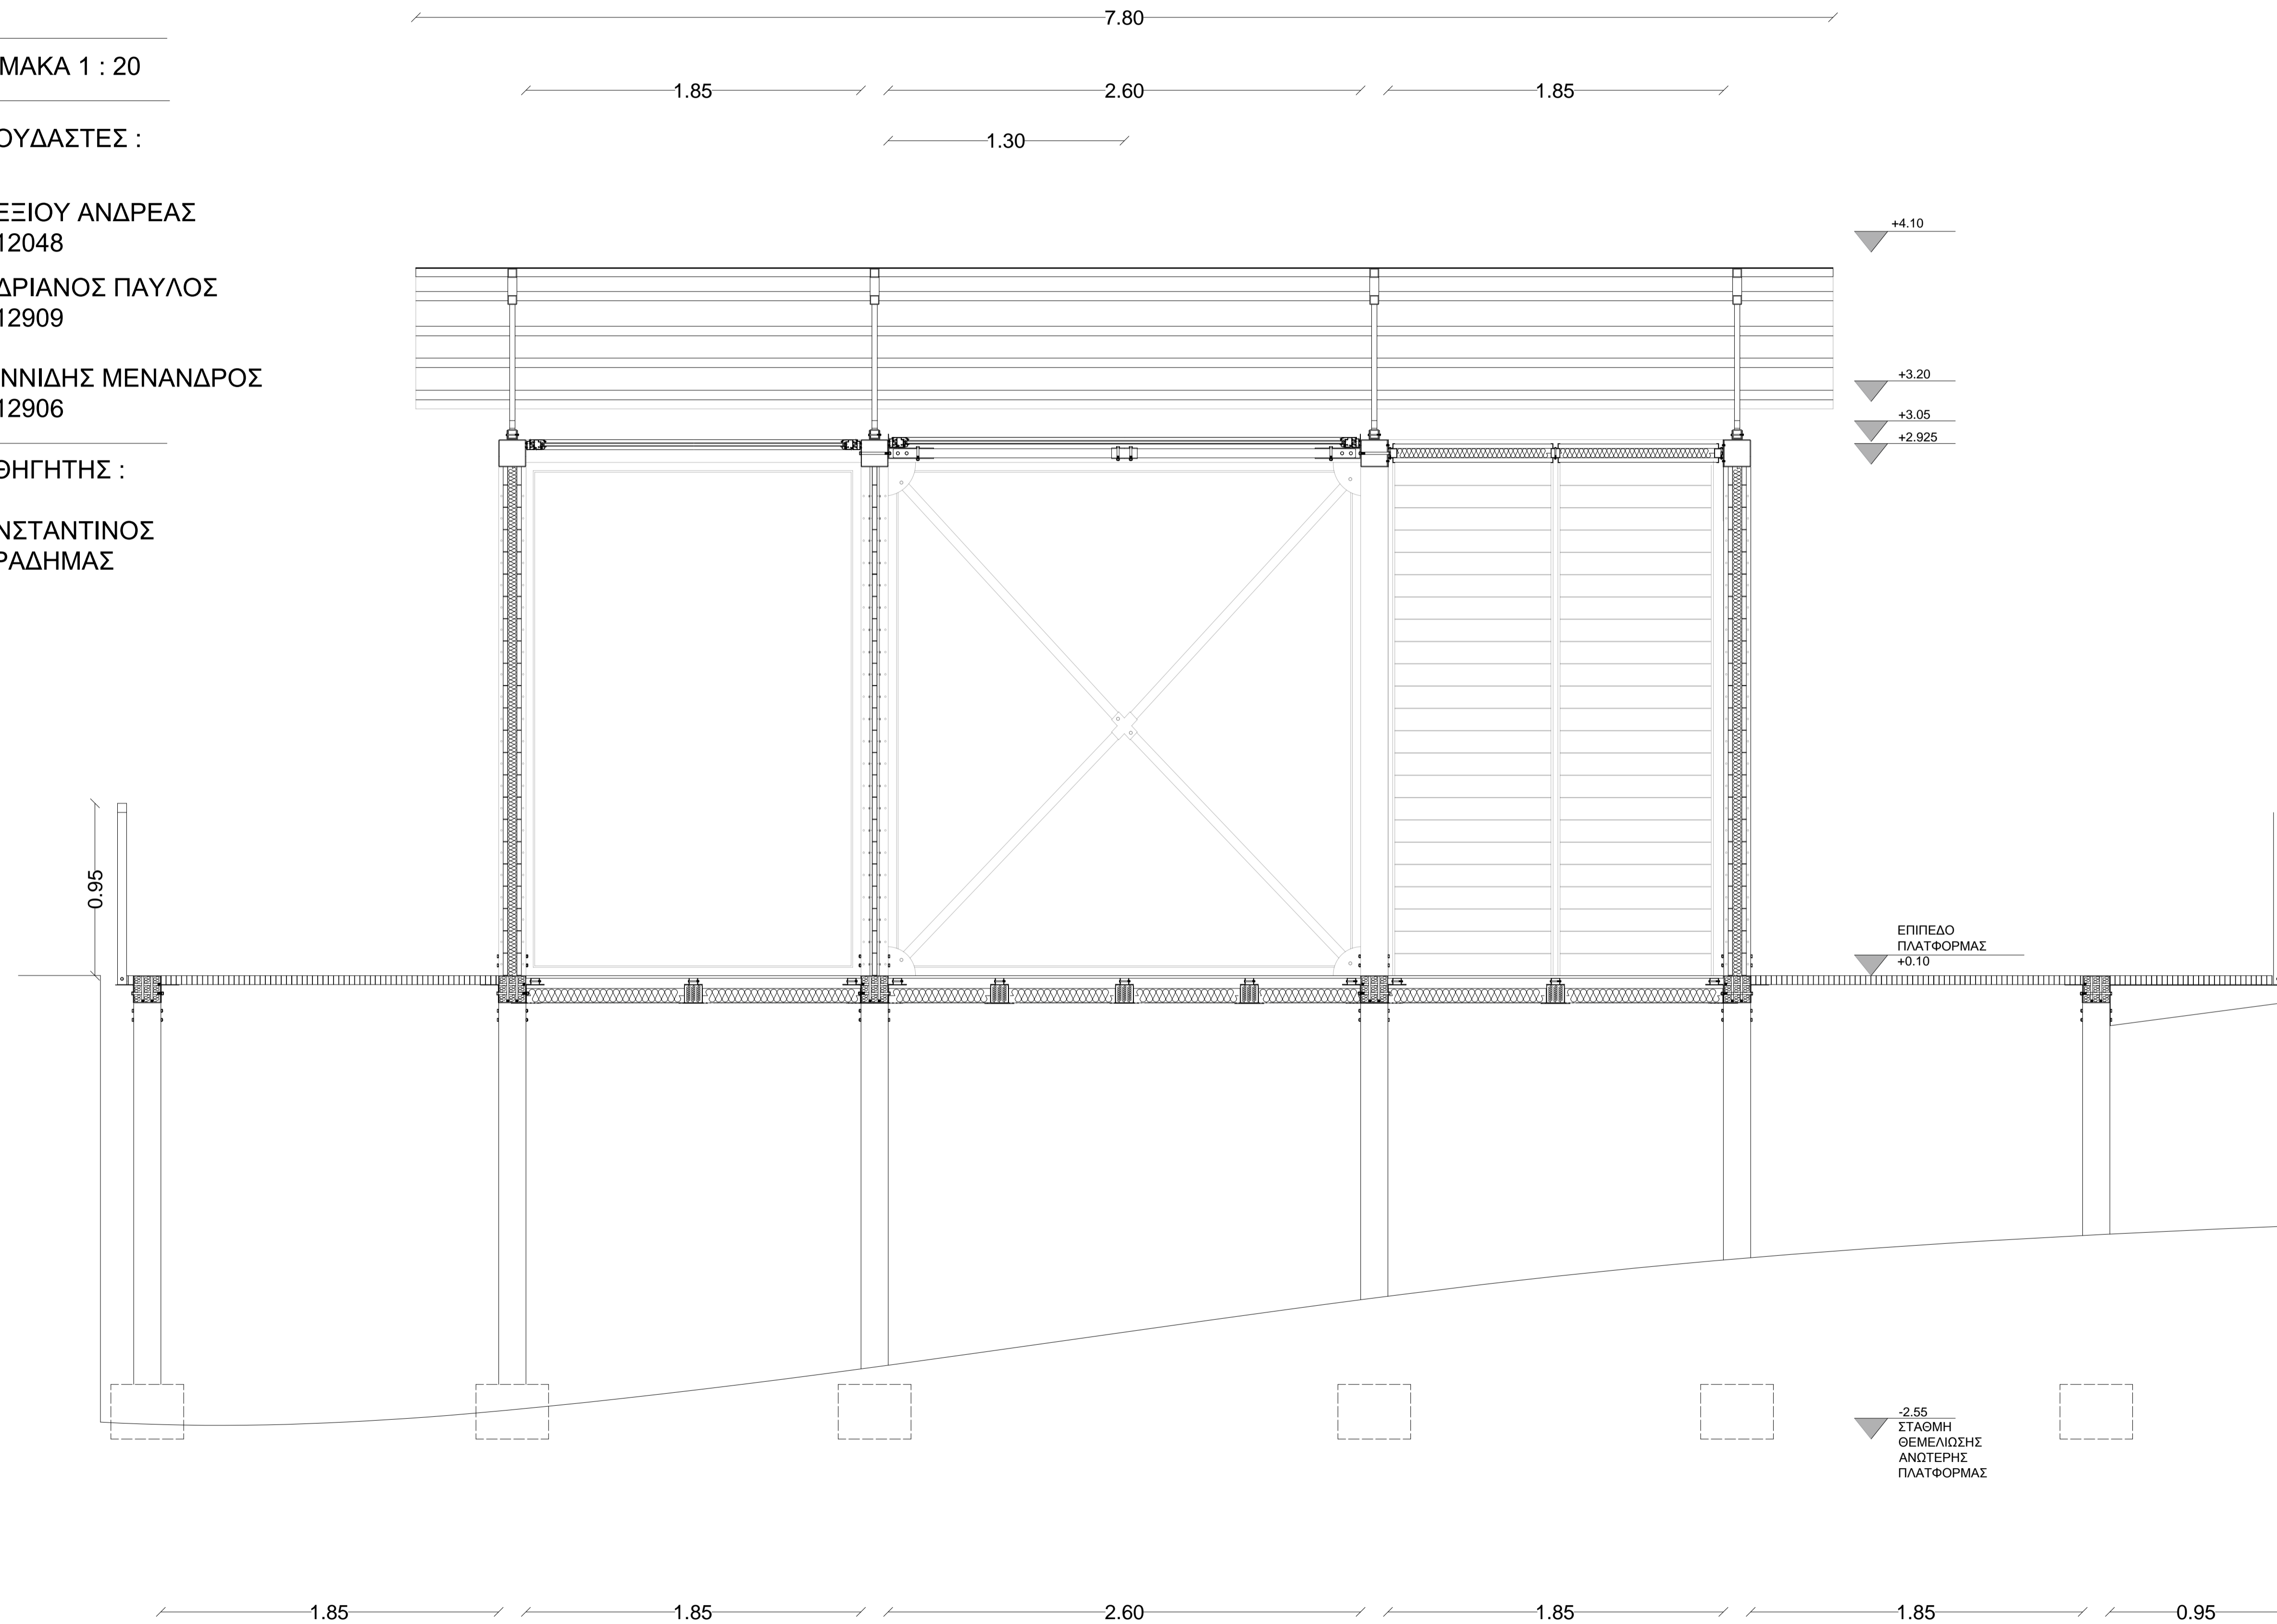 7.80
ΜΑΚΑ 1 : 20
1.85
2.60
1.85
ΟΥΔΑΣΤΕΣ :
1.30
ΕΞΙΟΥ ΑΝΔΡΕΑΣ
12048
ΔΡΙΑΝΟΣ ΠΑΥΛΟΣ
12909
ΝΝΙΔΗΣ ΜΕΝΑΝΔΡΟΣ
12906
ΘΗΓΗΤΗΣ :
ΝΣΤΑΝΤΙΝΟΣ
ΡΑΔΗΜΑΣ
+4.10
+3.20
+3.05
+2.925
0.95
ΕΠΙΠΕΔΟ
ΠΛΑΤΦΟΡΜΑΣ
+0.10
-2.55
ΣΤΑΘΜΗ
ΘΕΜΕΛΙΩΣΗΣ
ΑΝΩΤΕΡΗΣ
ΠΛΑΤΦΟΡΜΑΣ
1.85
1.85
2.60
1.85
1.85
0.95